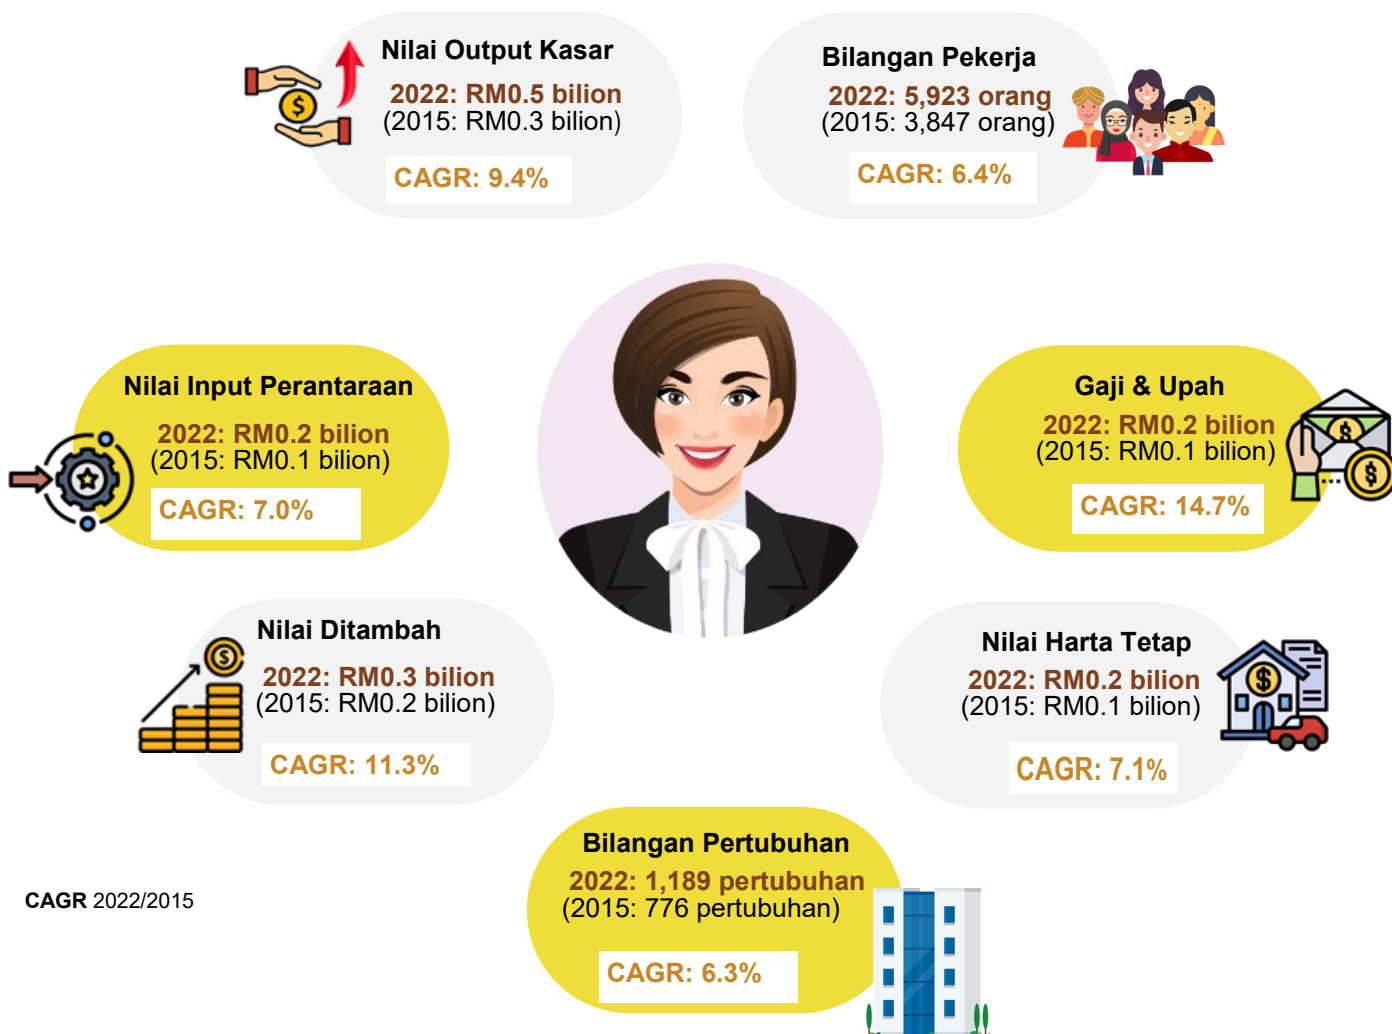 Nilai Output Kasar
2022: RM0.5 bilion
(2015: RM0.3 bilion)
CAGR: 9.4%
Bilangan Pekerja
2022: 5,923 orang
(2015: 3,847 orang)
CAGR: 6.4%
Nilai Input Perantaraan
2022: RM0.2 bilion
(2015: RM0.1 bilion)
CAGR: 7.0%
Gaji & Upah
2022: RM0.2 bilion
(2015: RM0.1 bilion)
CAGR: 14.7%
Nilai Ditambah
2022: RM0.3 bilion
(2015: RM0.2 bilion)
CAGR: 11.3%
Nilai Harta Tetap
2022: RM0.2 bilion
(2015: RM0.1 bilion)
CAGR: 7.1%
Bilangan Pertubuhan
2022: 1,189 pertubuhan
(2015: 776 pertubuhan)
CAGR: 6.3%
CAGR 2022/2015